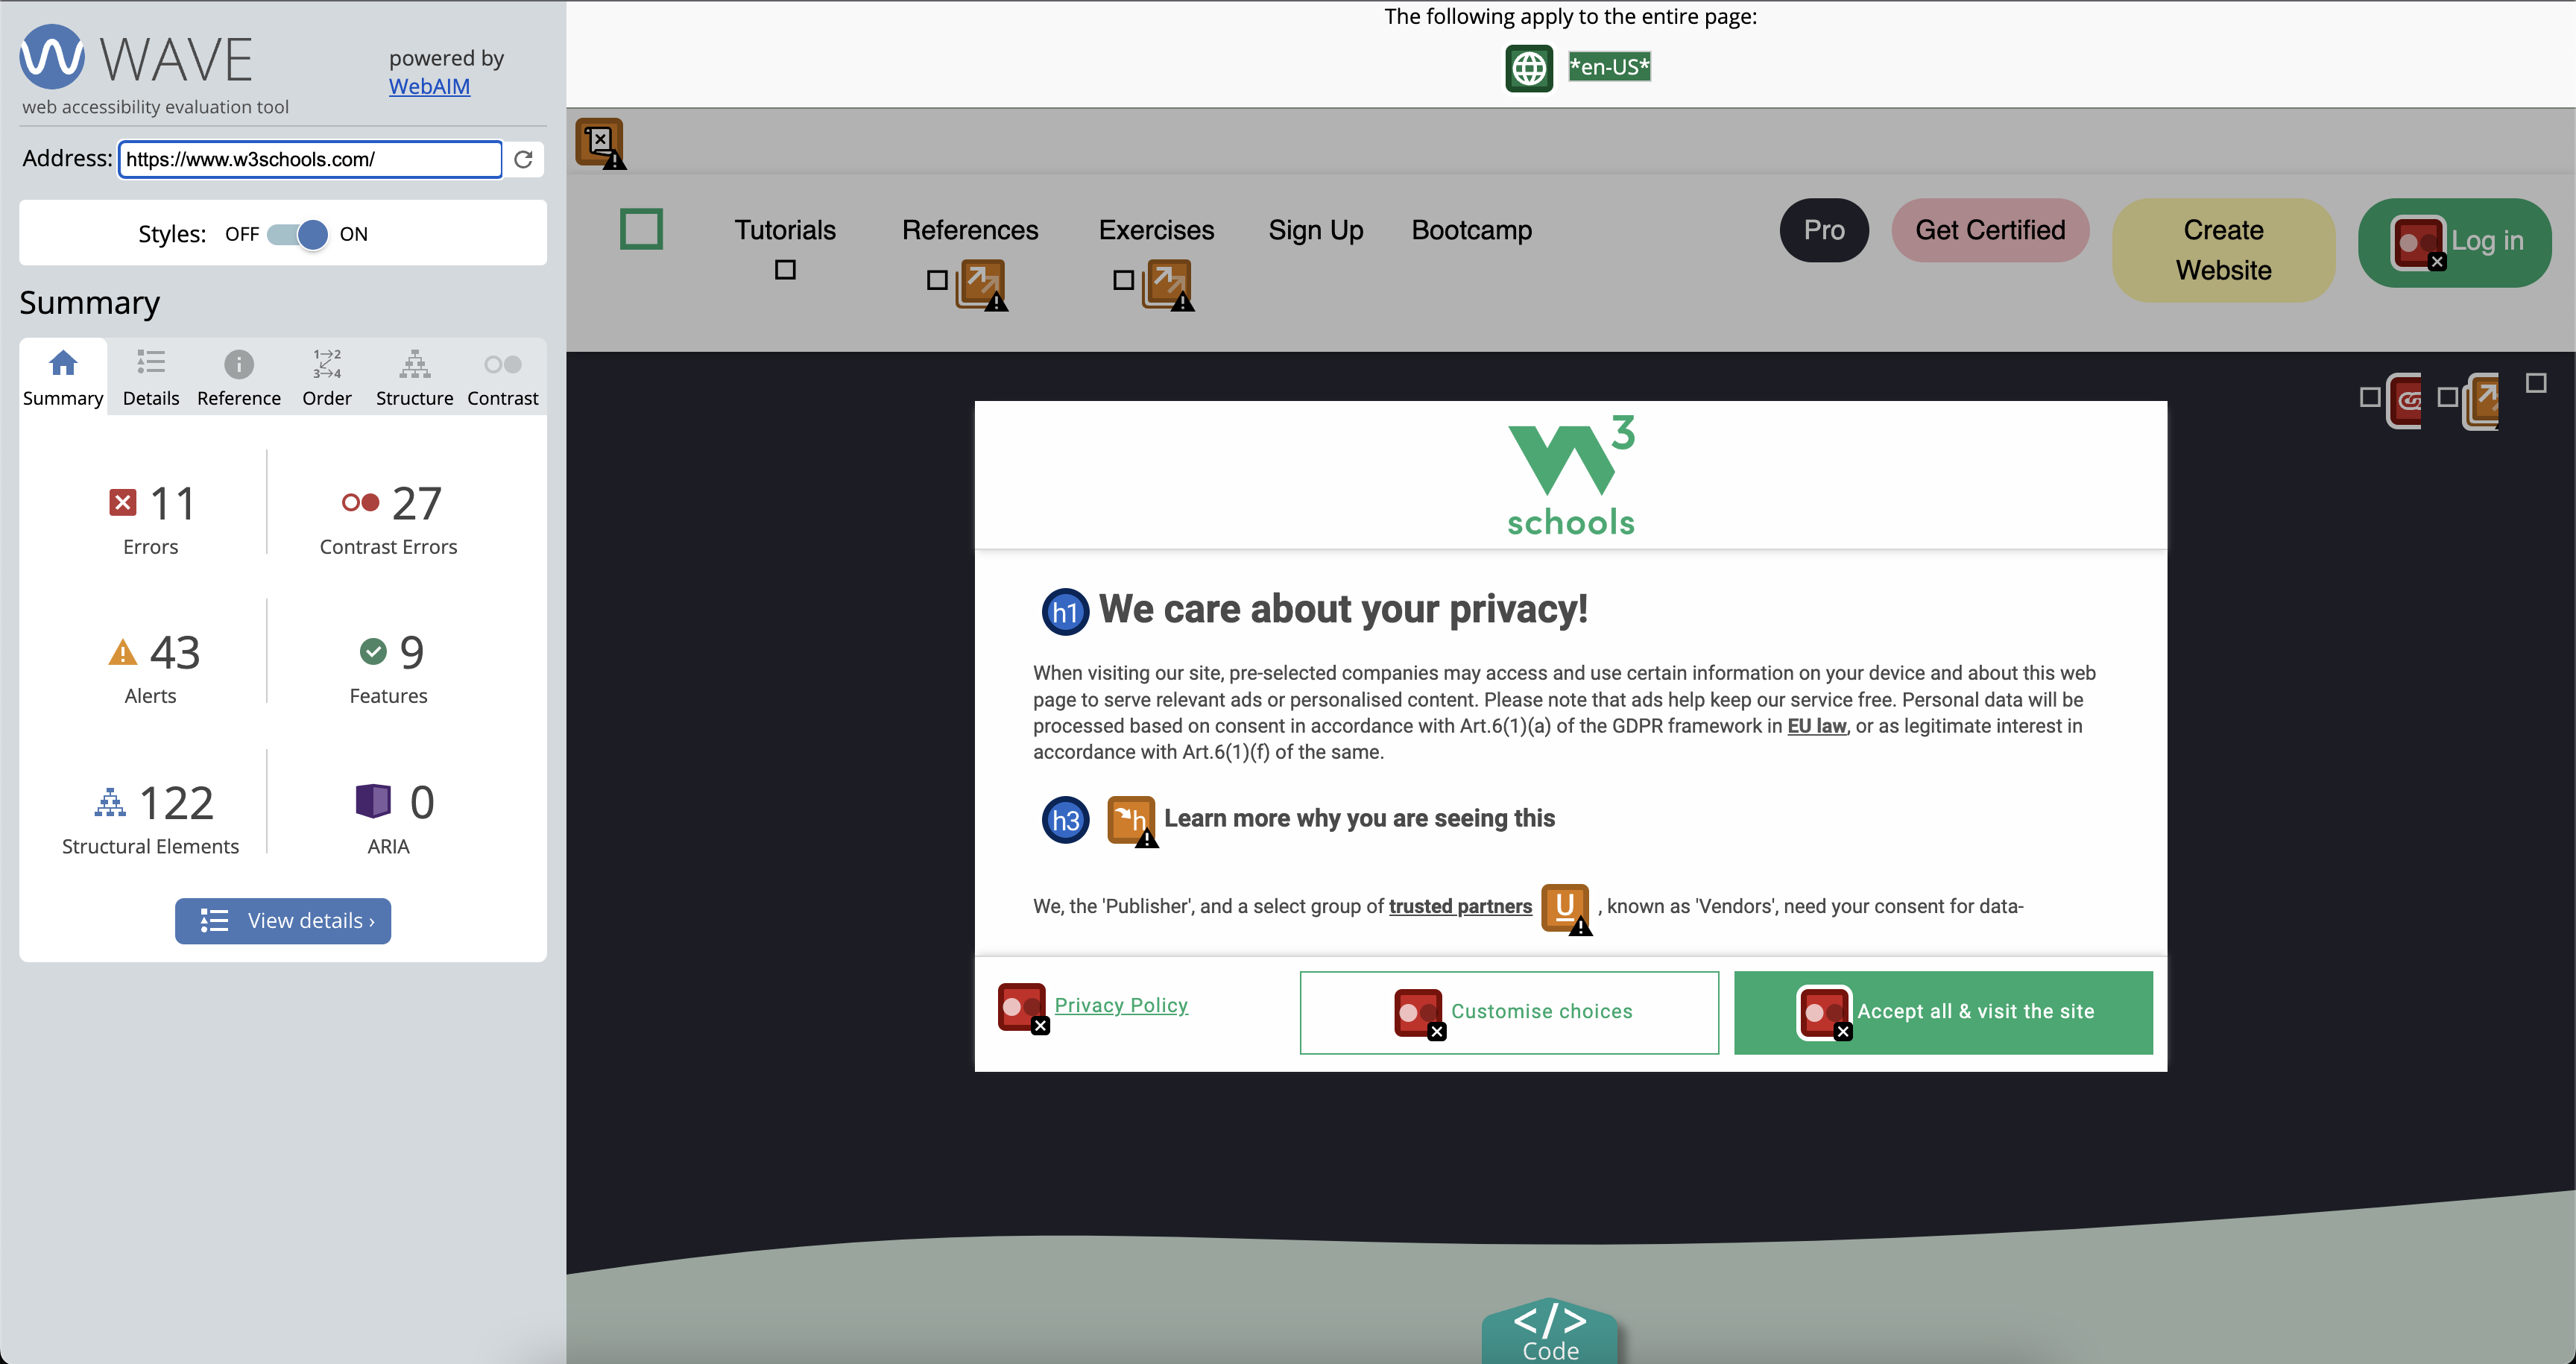 WAVE
powered by
WebAIM
web accessibility evaluation tool
Address: https://www.w3schools.com/
Styles: OFF ON
Summary
Summary Details Reference Order Structure Contrast
1→2
3→4
11
Errors
27
Contrast Errors
43
Alerts
9
Features
122
Structural Elements
0
ARIA
View details ›
The following apply to the entire page:
*en-US*
Tutorials References Exercises Sign Up Bootcamp
Pro
Get Certified
Create
Website
Log in
W3
schools
h1 We care about your privacy!
When visiting our site, pre-selected companies may access and use certain information on your device and about this web
page to serve relevant ads or personalised content. Please note that ads help keep our service free. Personal data will be
processed based on consent in accordance with Art.6(1)(a) of the GDPR framework in EU law, or as legitimate interest in
accordance with Art.6(1)(f) of the same.
h3 h Learn more why you are seeing this
We, the 'Publisher', and a select group of trusted partners U , known as 'Vendors', need your consent for data-
Privacy Policy
Customise choices
Accept all & visit the site
</>
Code